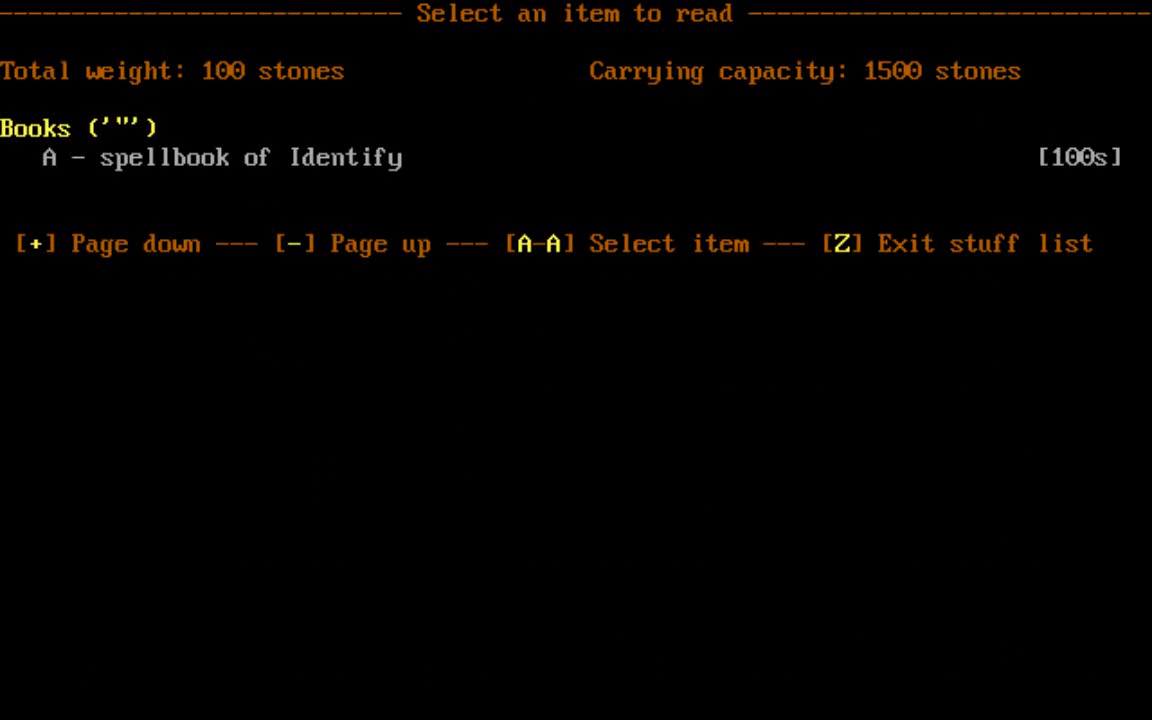 ---------------------------- Select an item to read ----------------------------
Total weight: 100 stones Carrying capacity: 1500 stones
Books ('"')
A - spellbook of Identify [100s]
[+] Page down --- [-] Page up --- [A-A] Select item --- [Z] Exit stuff list